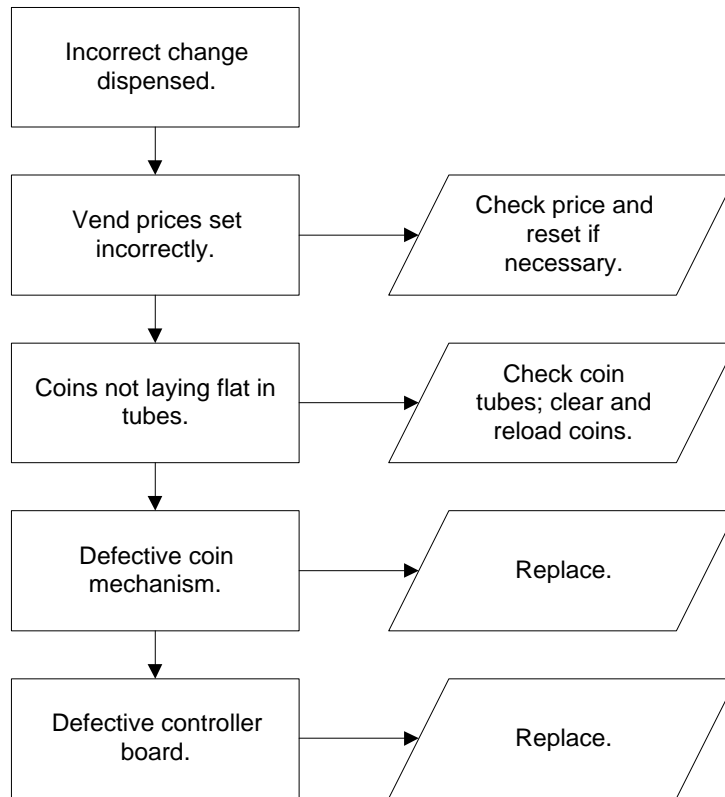 Incorrect change
dispensed.
Vend prices set
incorrectly.
Check price and
reset if
necessary.
Coins not laying flat in
tubes.
Check coin
tubes; clear and
reload coins.
Defective coin
mechanism.
Replace.
Defective controller
board.
Replace.